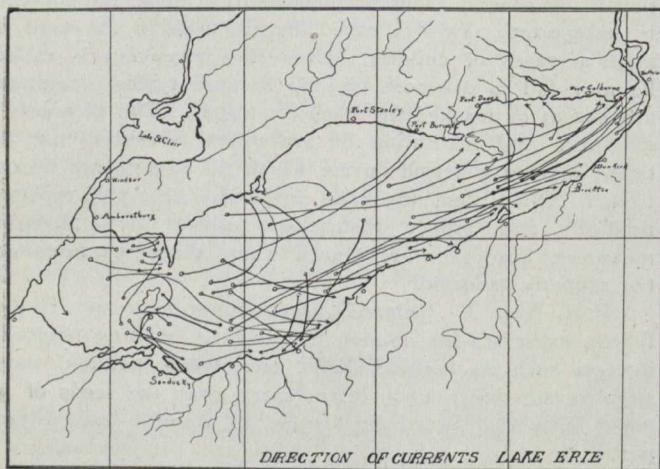 Port Stanley
Port Burwell
Port Dover
Port Colborne
Lake St Clair
Windsor
Amherstburg
Dunkirk
Brocton
Sandusky
DIRECTION OF CURRENTS LAKE ERIE